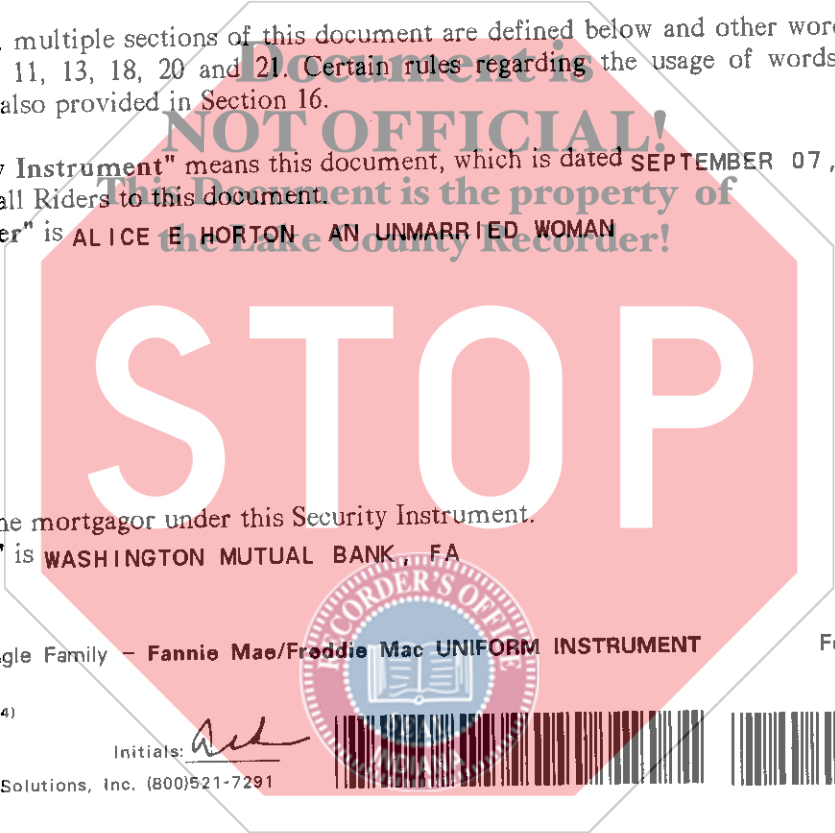 multiple sections of this document are defined below and other wor
11, 13, 18, 20 and 21. Certain rules regarding the usage of words
also provided in Section 16.
Document is
NOT OFFICIAL!
This Document is the property of
the Lake County Recorder!
Instrument" means this document, which is dated SEPTEMBER 07,
all Riders to this document.
er" is ALICE E HORTON AN UNMARRIED WOMAN
STOP
he mortgagor under this Security Instrument.
" is WASHINGTON MUTUAL BANK, FA
RECORDER'S OFFICE
INDIANA
gle Family - Fannie Mae/Freddie Mac UNIFORM INSTRUMENT
4)
Initials:
Solutions, Inc. (800)521-7291